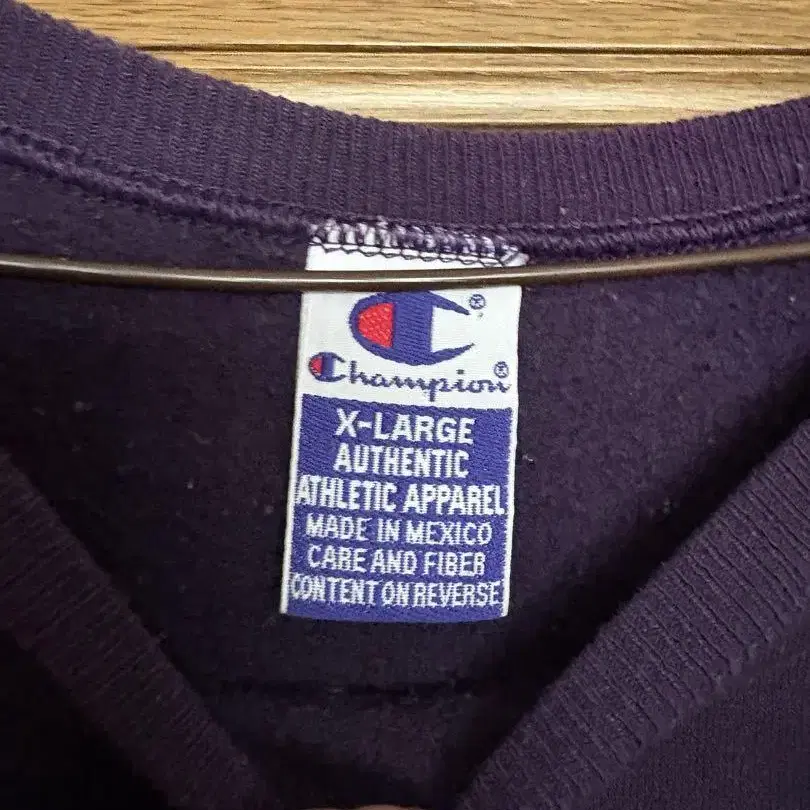 ®
Champion®
X-LARGE
AUTHENTIC
ATHLETIC APPAREL
MADE IN MEXICO
CARE AND FIBER
CONTENT ON REVERSE